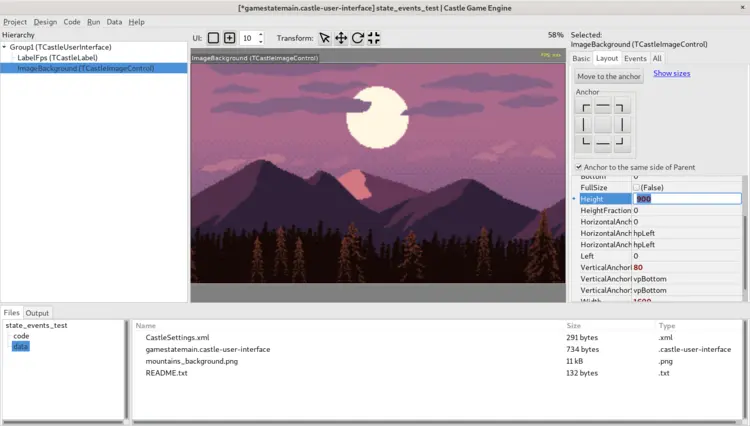 [*gamestatemain.castle-user-interface] state_events_test | Castle Game Engine
×
Project Design Code Run Data Help
Hierarchy
Group1 (TCastleUserInterface)
LabelFps (TCastleLabel)
ImageBackground (TCastleImageControl)
UI: 10 Transform: 58%
ImageBackground (TCastleImageControl)
FPS: xxx
Selected:
ImageBackground (TCastleImageControl)
Basic Layout Events All
Move to the anchor Show sizes
Anchor
Anchor to the same side of Parent
Bottom 0
FullSize (False)
Height 900
HeightFraction 0
HorizontalAnch 0
HorizontalAnch hpLeft
HorizontalAnch hpLeft
Left 0
VerticalAnchor 80
VerticalAnchor vpBottom
VerticalAnchor vpBottom
Width 1600
Files Output
state_events_test
code
data
Name Size Type
CastleSettings.xml 291 bytes .xml
gamestatemain.castle-user-interface 734 bytes .castle-user-interface
mountains_background.png 11 kB .png
README.txt 132 bytes .txt